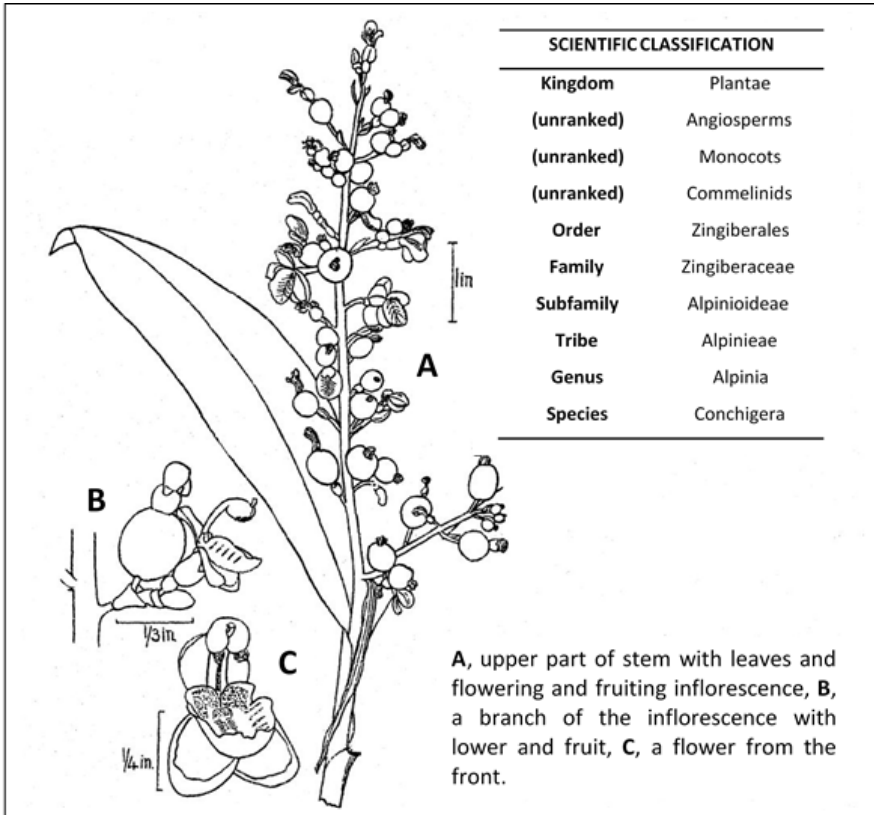 SCIENTIFIC CLASSIFICATION
Kingdom Plantae
(unranked) Angiosperms
(unranked) Monocots
(unranked) Commelinids
Order Zingiberales
Family Zingiberaceae
Subfamily Alpinioideae
Tribe Alpinieae
Genus Alpinia
Species Conchigera
1in
A
B
1/3in.
C
1/4in.
A, upper part of stem with leaves and
flowering and fruiting inflorescence, B,
a branch of the inflorescence with
lower and fruit, C, a flower from the
front.